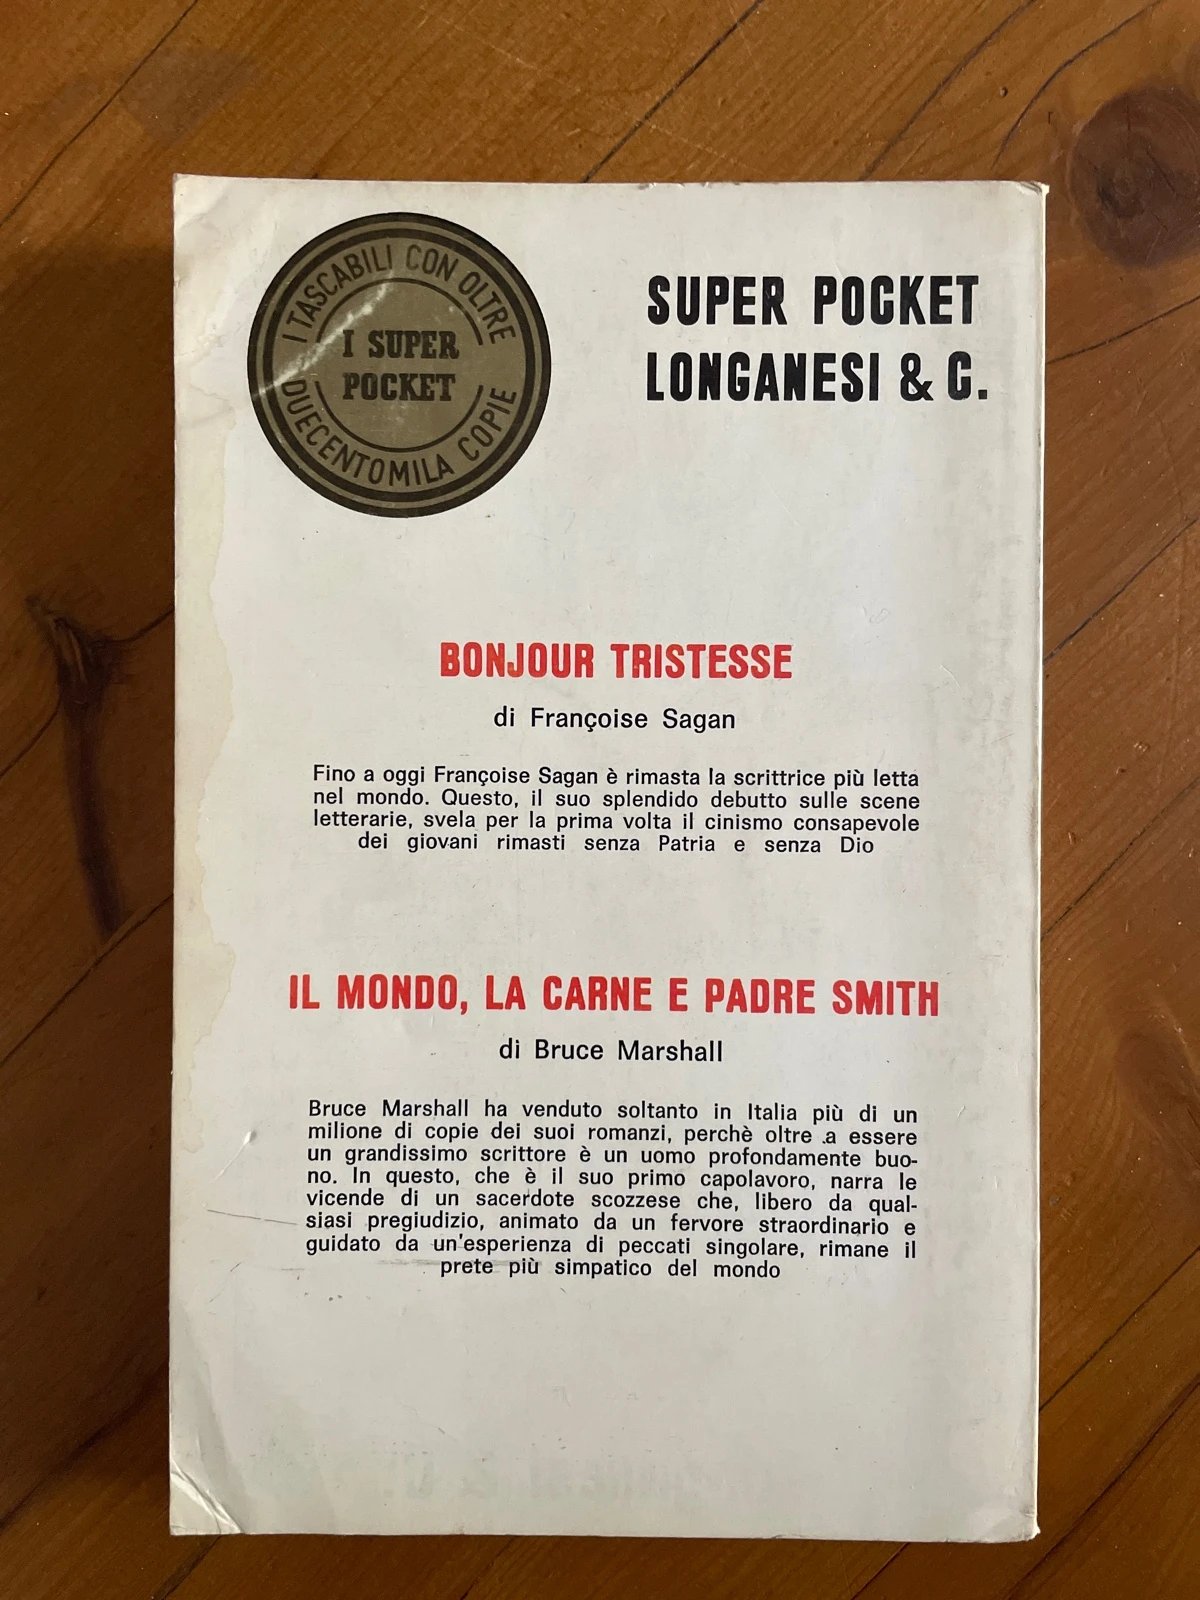 I TASCABILI CON OLTRE
I SUPER
POCKET
DUECENTOMILA COPIE
SUPER POCKET
LONGANESI & C.
BONJOUR TRISTESSE
di Françoise Sagan
Fino a oggi Françoise Sagan è rimasta la scrittrice più letta
nel mondo. Questo, il suo splendido debutto sulle scene
letterarie, svela per la prima volta il cinismo consapevole
dei giovani rimasti senza Patria e senza Dio
IL MONDO, LA CARNE E PADRE SMITH
di Bruce Marshall
Bruce Marshall ha venduto soltanto in Italia più di un
milione di copie dei suoi romanzi, perchè oltre a essere
un grandissimo scrittore è un uomo profondamente buo-
no. In questo, che è il suo primo capolavoro, narra le
vicende di un sacerdote scozzese che, libero da qual-
siasi pregiudizio, animato da un fervore straordinario e
guidato da un'esperienza di peccati singolare, rimane il
prete più simpatico del mondo